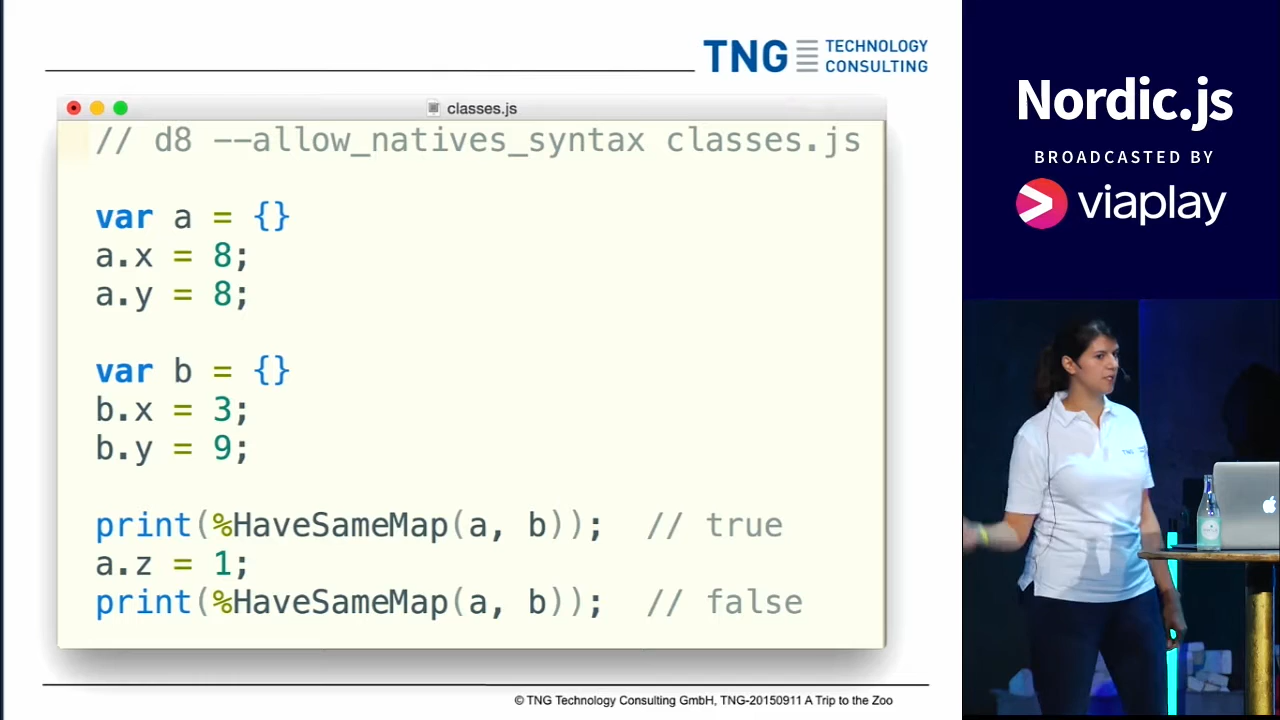 TNG TECHNOLOGY
CONSULTING
classes.js
// d8 --allow_natives_syntax classes.js
var a = {}
a.x = 8;
a.y = 8;
var b = {}
b.x = 3;
b.y = 9;
print(%HaveSameMap(a, b)); // true
a.z = 1;
print(%HaveSameMap(a, b)); // false
© TNG Technology Consulting GmbH, TNG-20150911 A Trip to the Zoo
Nordic.js
BROADCASTED BY
viaplay
TNG